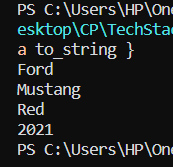 PS C:\Users\HP\One
esktop\CP\TechStac
a to_string }
Ford
Mustang
Red
2021
PS C:\Users\HP\One